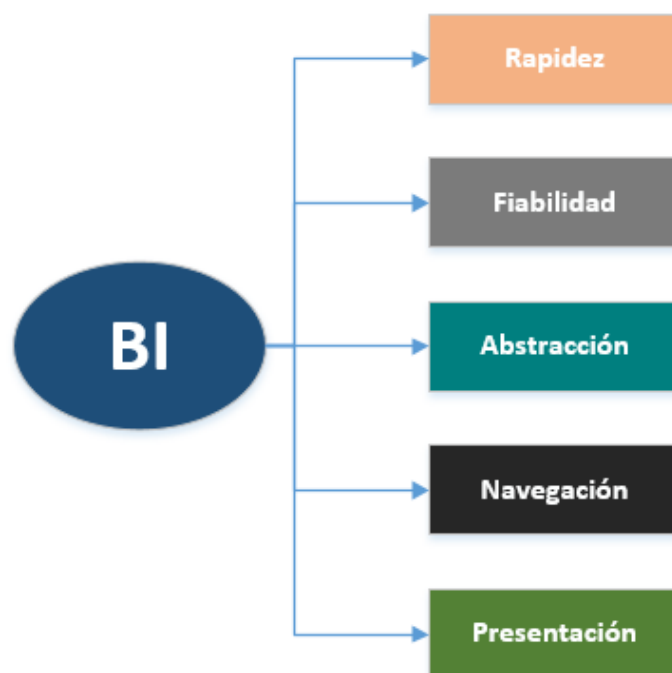 Rapidez
Fiabilidad
BI
Abstracción
Navegación
Presentación